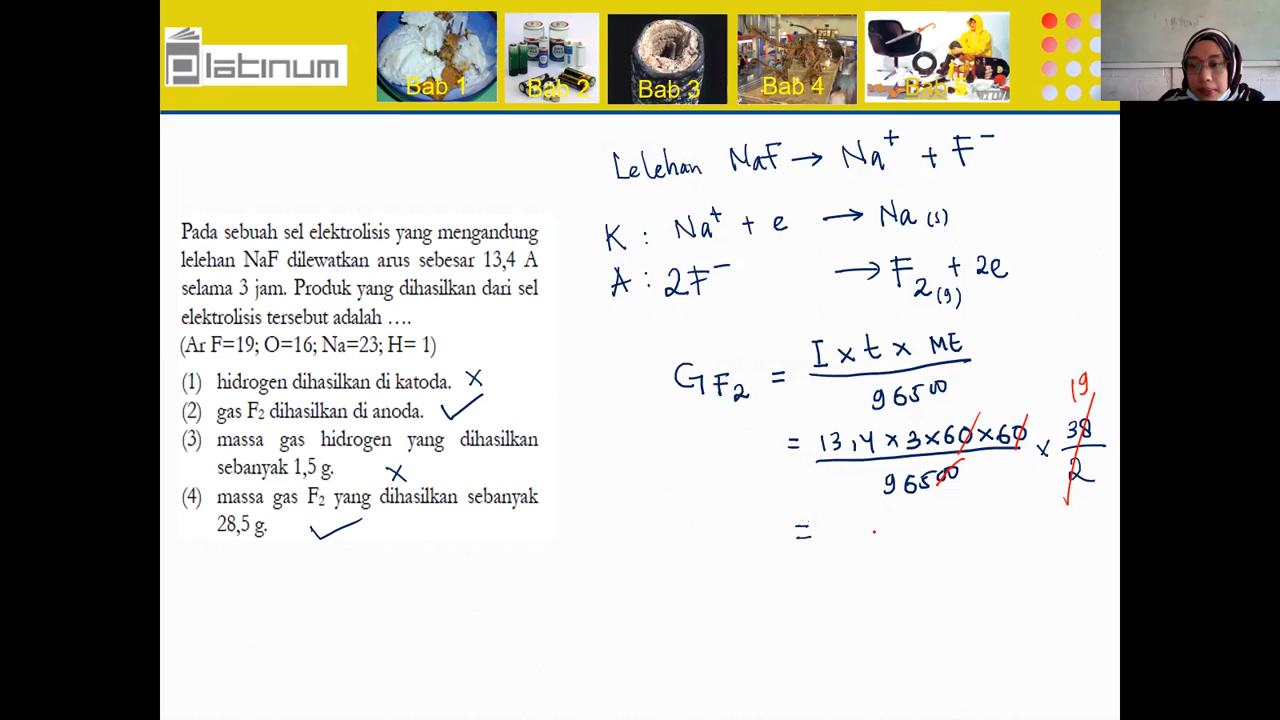 Platinum
Bab 1
Bab 2
Bab 3
Bab 4
Pada sebuah sel elektrolisis yang mengandung
lelehan NaF dilewatkan arus sebesar 13,4 A
selama 3 jam. Produk yang dihasilkan dari sel
elektrolisis tersebut adalah ….
(Ar F=19; O=16; Na=23; H= 1)
(1) hidrogen dihasilkan di katoda. ×
(2) gas F₂ dihasilkan di anoda. ✓
(3) massa gas hidrogen yang dihasilkan
sebanyak 1,5 g. ×
(4) massa gas F₂ yang dihasilkan sebanyak
28,5 g. ✓
Lelehan NaF → Na⁺ + F⁻
K : Na⁺ + e → Na (s)
A : 2F⁻ → F₂ (g) + 2e
G F₂ = I × t × ME
96500
19
= 13,4 × 3 × 60 × 60 × 38
96500 2
=